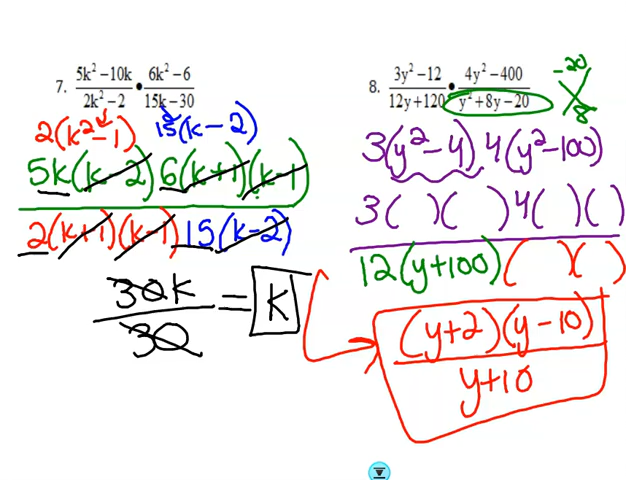 7. (5k² − 10k)/(2k² − 2) • (6k² − 6)/(15k − 30)
2(k² − 1) 15(k − 2)
5k(k − 2) 6(k+1)(k−1)
2(k+1)(k−1) 15(k−2)
30k/30 = k
8. (3y² − 12)/(12y + 120) • (4y² − 400)/(y² + 8y − 20)
-20
8
3(y² − 4) 4(y² − 100)
3( )( ) 4( )( )
12(y+100)( )( )
(y+2)(y−10)
y+10